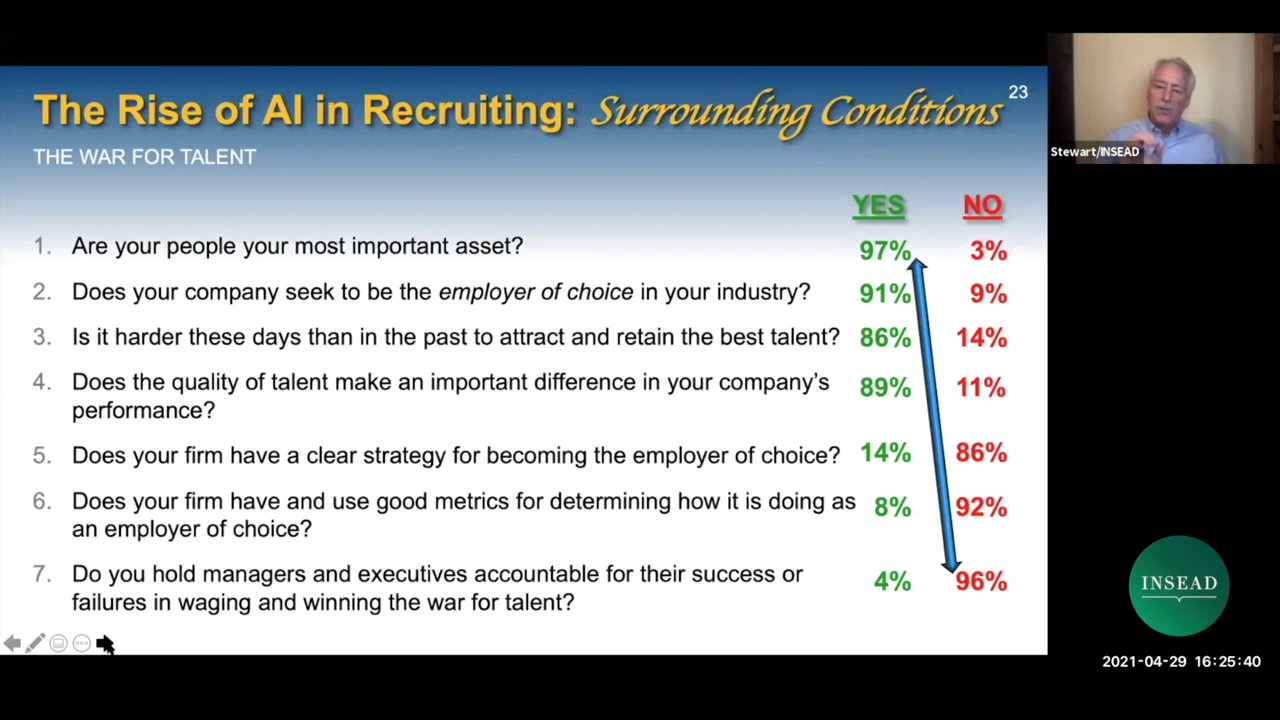 The Rise of AI in Recruiting: Surrounding Conditions
23
THE WAR FOR TALENT
Stewart/INSEAD
YES NO
1. Are your people your most important asset? 97% 3%
2. Does your company seek to be the employer of choice in your industry? 91% 9%
3. Is it harder these days than in the past to attract and retain the best talent? 86% 14%
4. Does the quality of talent make an important difference in your company's 89% 11%
performance?
5. Does your firm have a clear strategy for becoming the employer of choice? 14% 86%
6. Does your firm have and use good metrics for determining how it is doing as 8% 92%
an employer of choice?
7. Do you hold managers and executives accountable for their success or 4% 96%
failures in waging and winning the war for talent?
INSEAD
2021-04-29 16:25:40